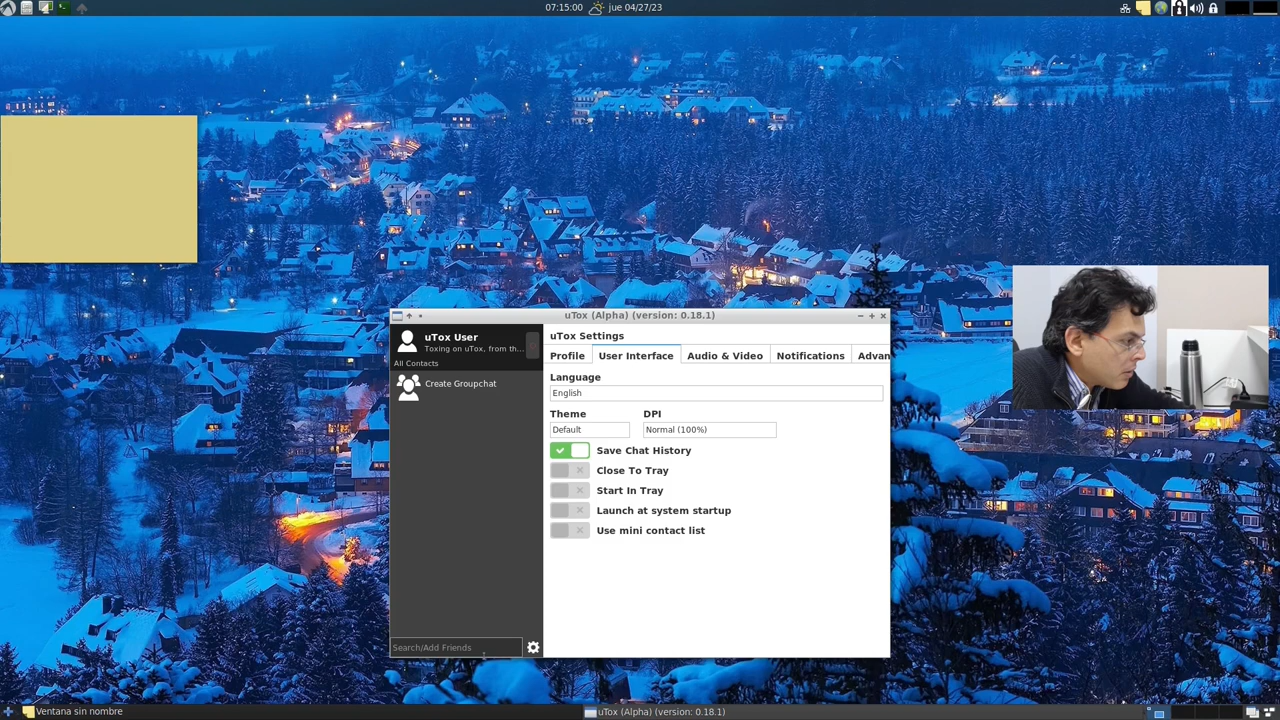 07:15:00 jue 04/27/23
uTox (Alpha) (version: 0.18.1)
uTox User
Toxing on uTox, from th...
All Contacts
Create Groupchat
Search/Add Friends
uTox Settings
Profile User Interface Audio & Video Notifications Advan
Language
English
Theme DPI
Default Normal (100%)
Save Chat History
Close To Tray
Start In Tray
Launch at system startup
Use mini contact list
Ventana sin nombre uTox (Alpha) (version: 0.18.1)